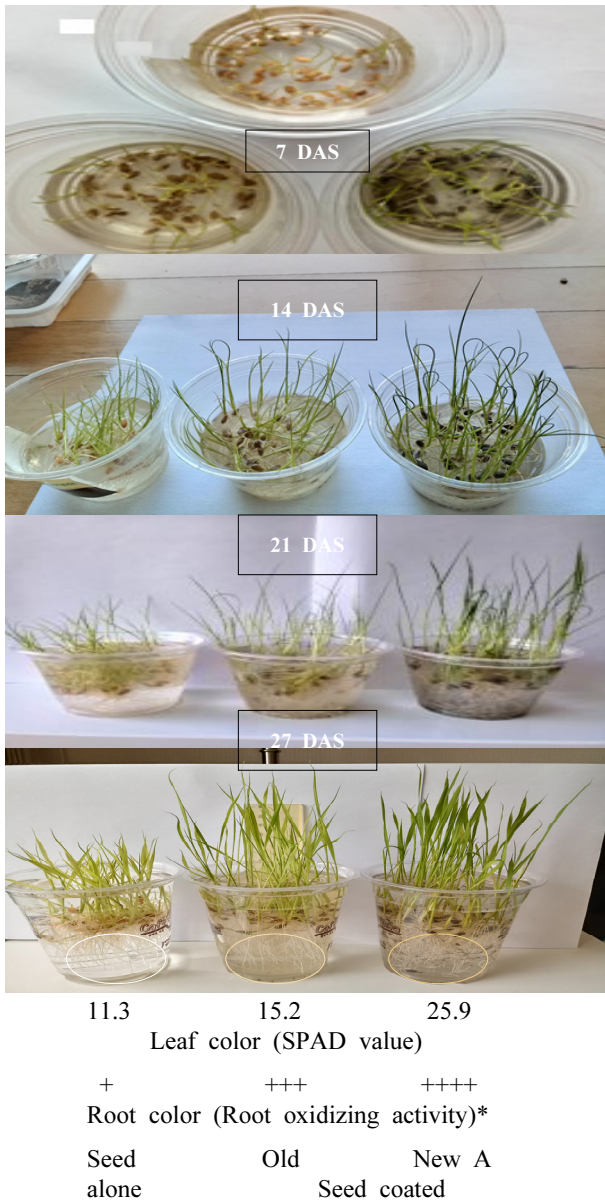 7 DAS
14 DAS
21 DAS
27 DAS
11.3 15.2 25.9
Leaf color (SPAD value)
+ +++ ++++
Root color (Root oxidizing activity)*
Seed Old New A
alone Seed coated